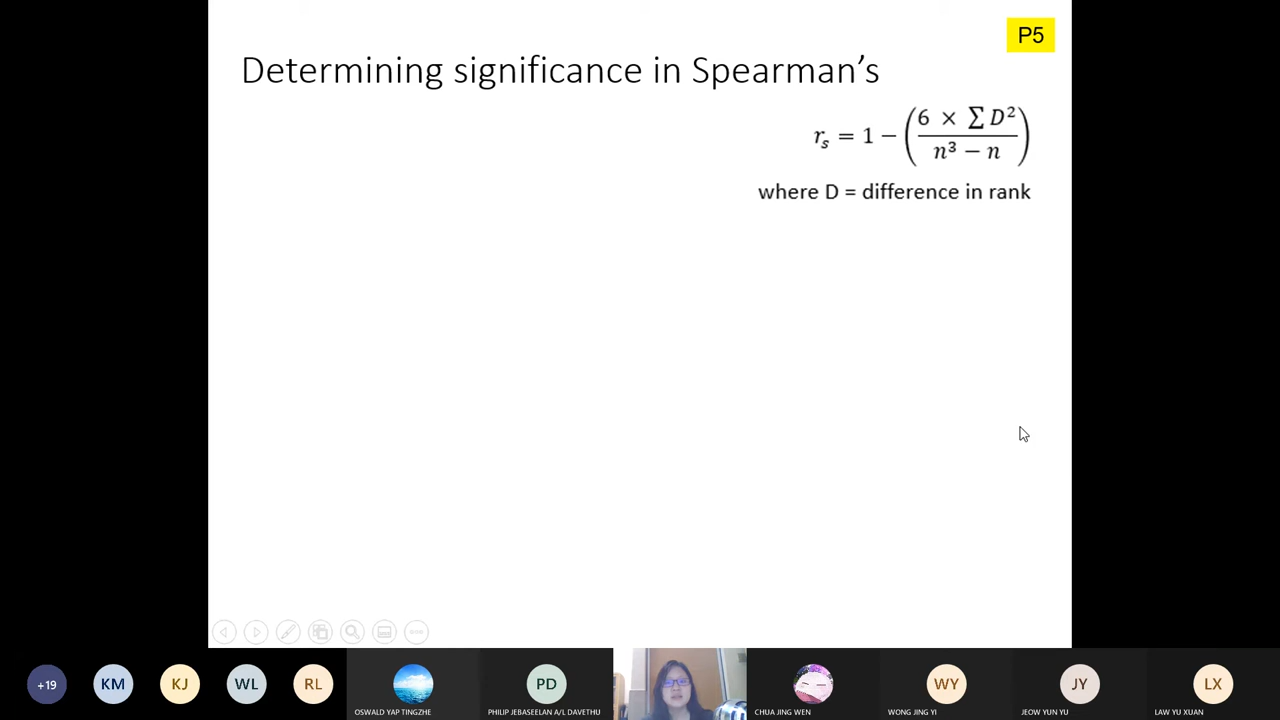 P5
Determining significance in Spearman's
r_s = 1 − (6 × ∑ D² / n³ − n)
where D = difference in rank
+19
KM
KJ
WL
RL
OSWALD YAP TINGZHE
PD
PHILIP JEBASEELAN A/L DAVETHU
CHUA JING WEN
WY
WONG JING YI
JY
JEOW YUN YU
LX
LAW YU XUAN